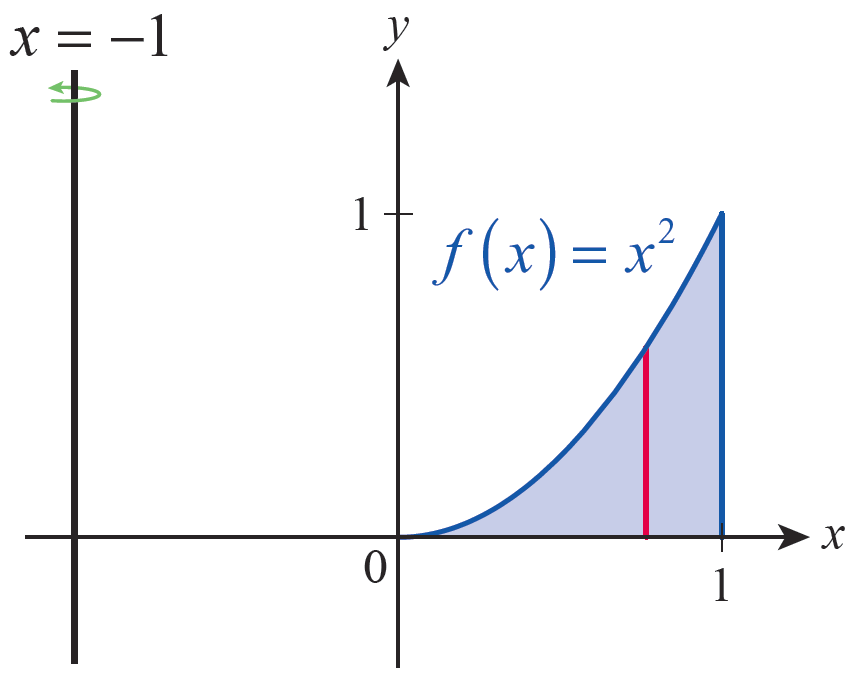 x = −1
y
1
f(x) = x²
0
x
1